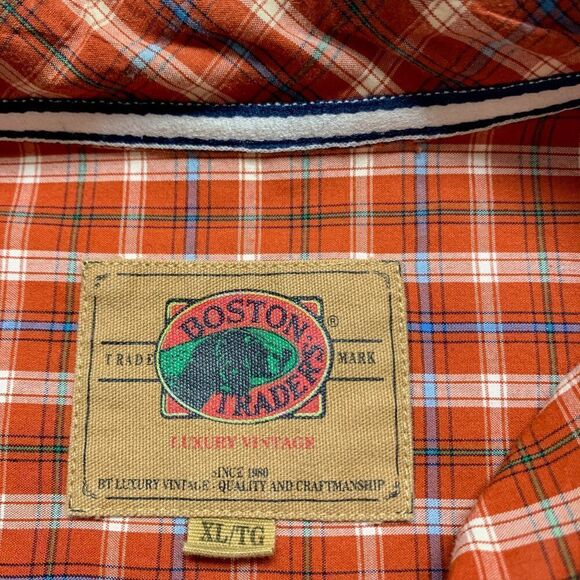 BOSTON
TRADERS®
TRADE MARK
LUXURY VINTAGE
SINCE 1980
BT LUXURY VINTAGE · QUALITY AND CRAFTMANSHIP
XL/TG